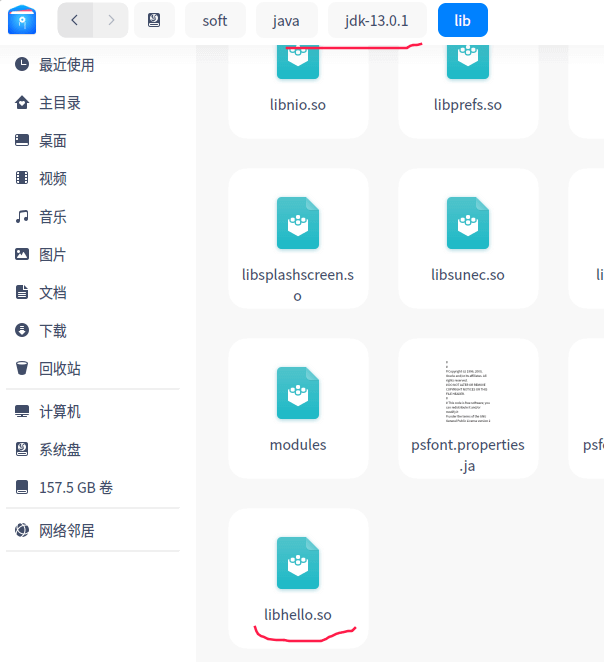 soft
java
jdk-13.0.1
lib
最近使用
主目录
桌面
视频
音乐
图片
文档
下载
回收站
计算机
系统盘
157.5 GB 卷
网络邻居
libnio.so
libprefs.so
libsplashscreen.s
o
libsunec.so
li
modules
psfont.properties
.ja
psf
libhello.so